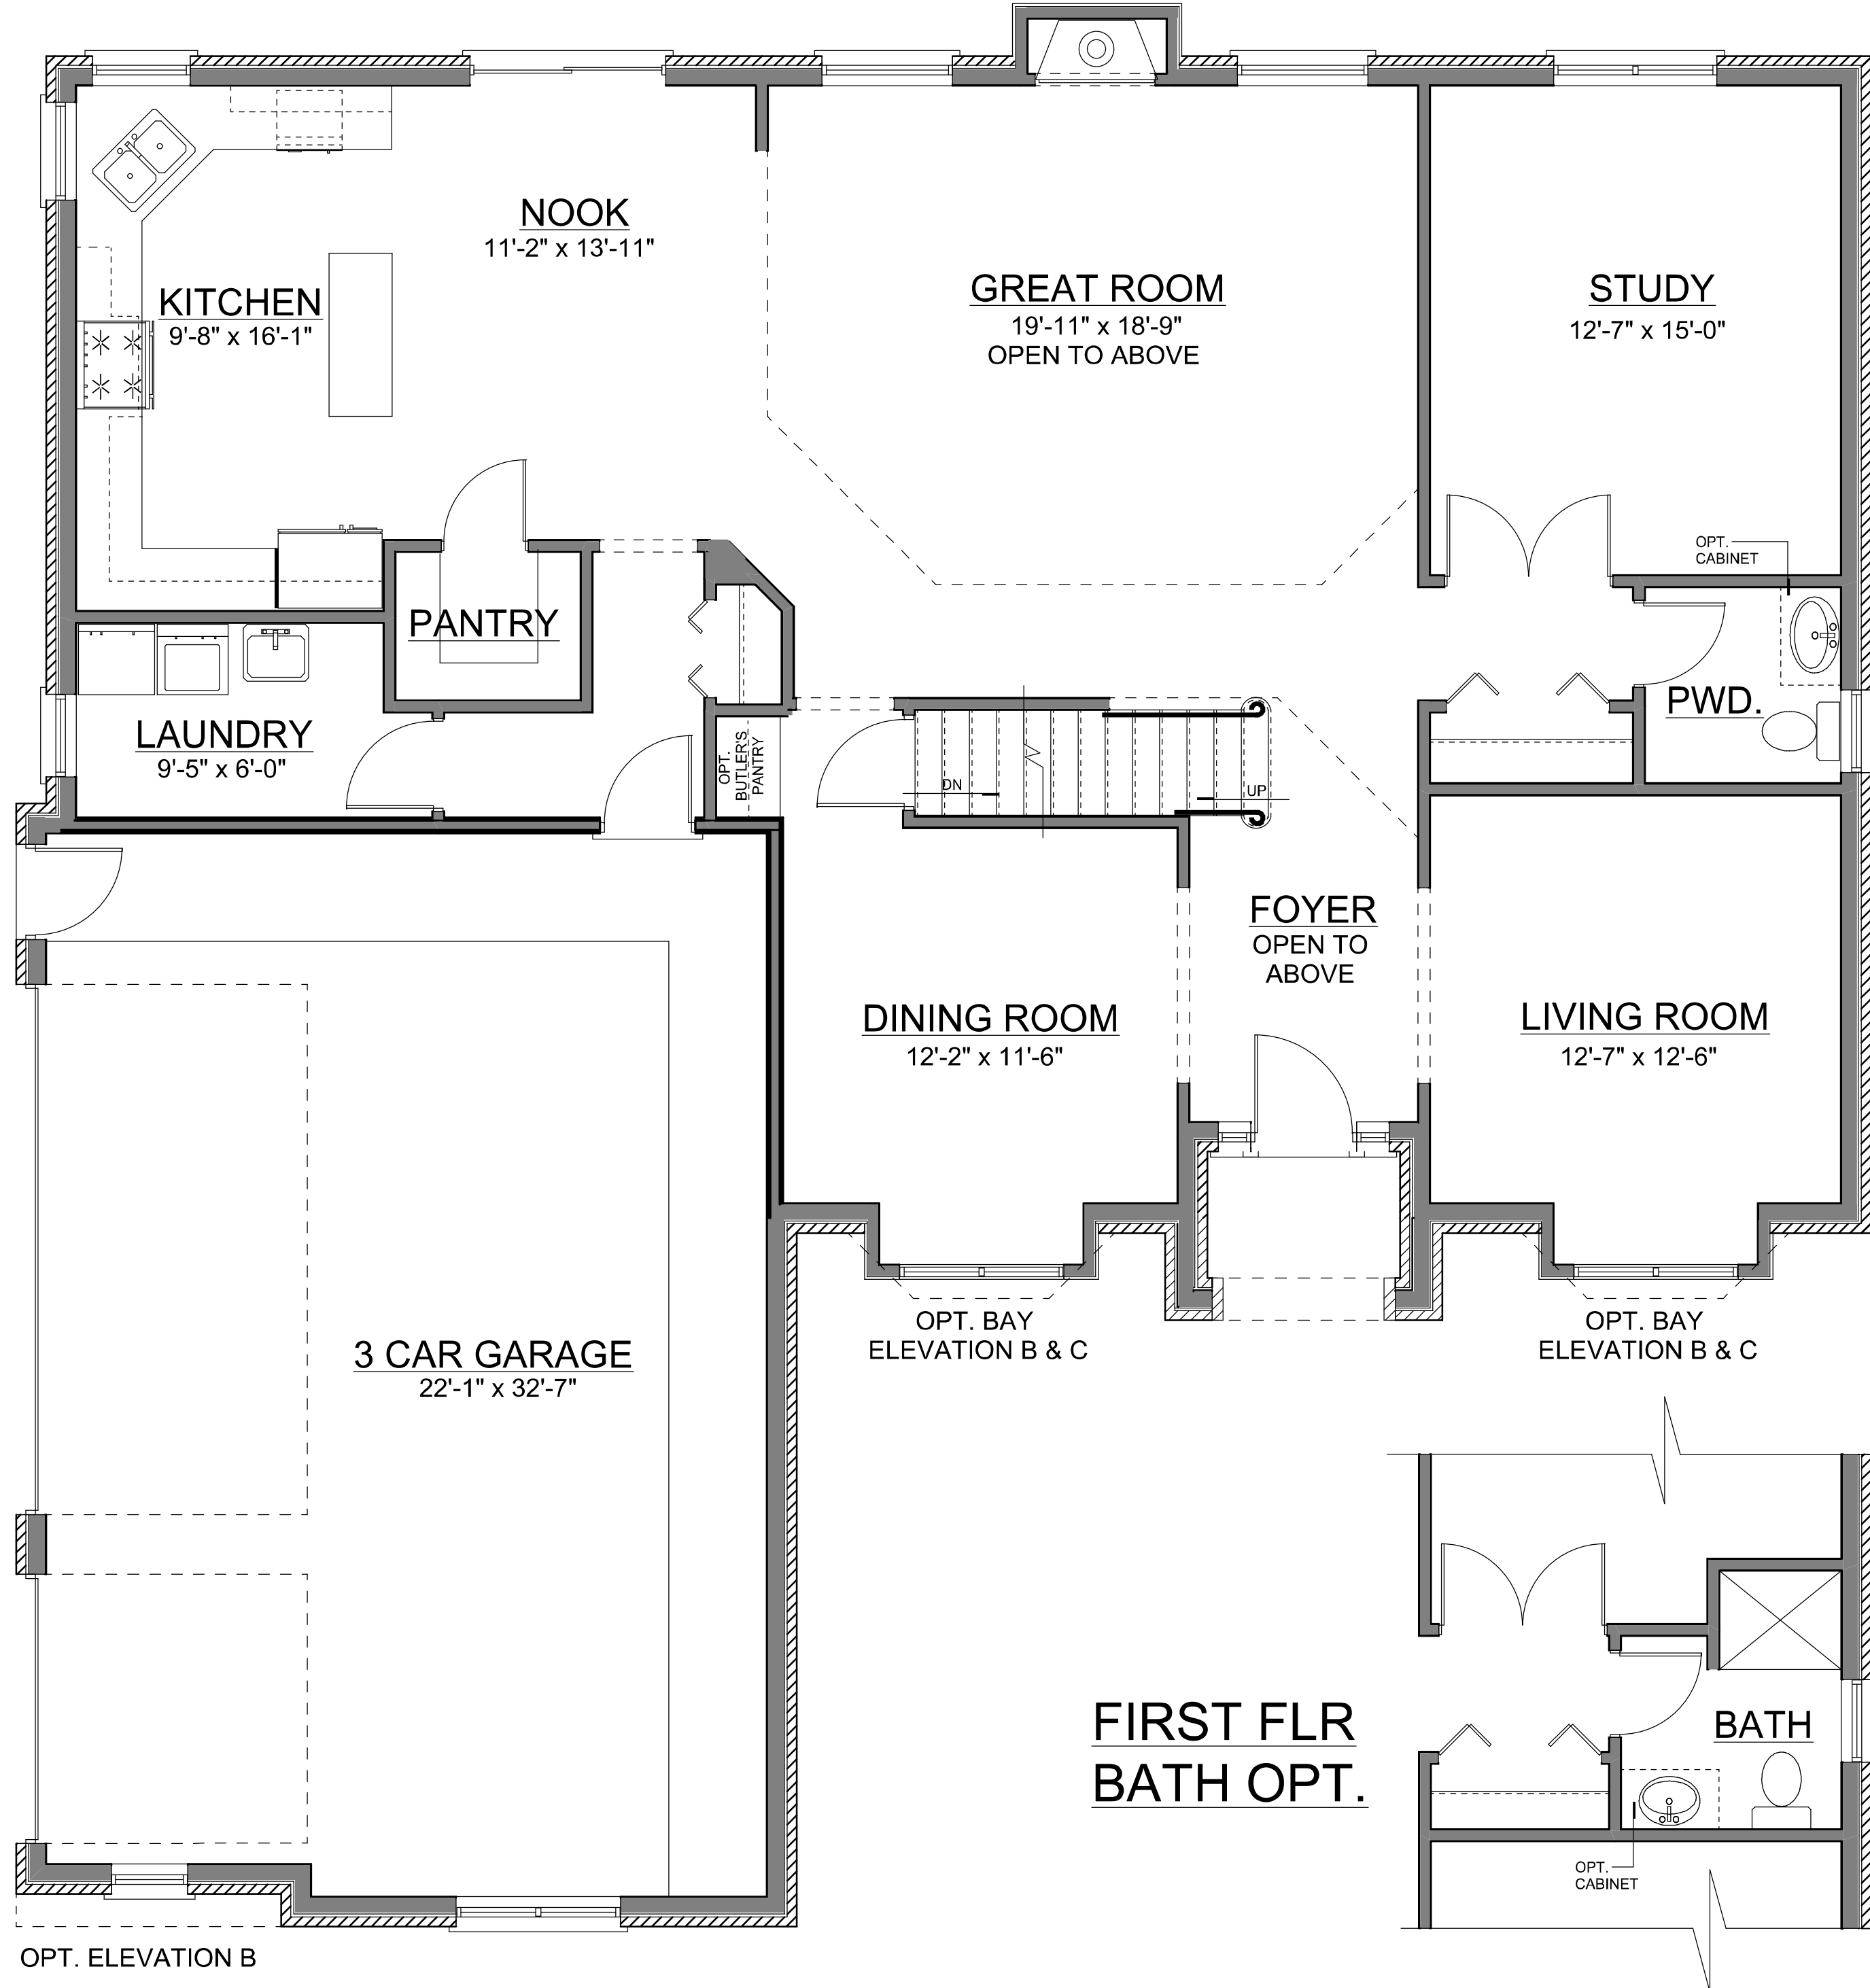 NOOK
11'-2" x 13'-11"
KITCHEN
9'-8" x 16'-1"
GREAT ROOM
19'-11" x 18'-9"
OPEN TO ABOVE
STUDY
12'-7" x 15'-0"
OPT.
CABINET
PANTRY
PWD.
LAUNDRY
9'-5" x 6'-0"
OPT.
BUTLER'S
PANTRY
DN
UP
FOYER
OPEN TO
ABOVE
DINING ROOM
12'-2" x 11'-6"
LIVING ROOM
12'-7" x 12'-6"
OPT. BAY
ELEVATION B & C
OPT. BAY
ELEVATION B & C
3 CAR GARAGE
22'-1" x 32'-7"
FIRST FLR
BATH OPT.
BATH
OPT.
CABINET
OPT. ELEVATION B